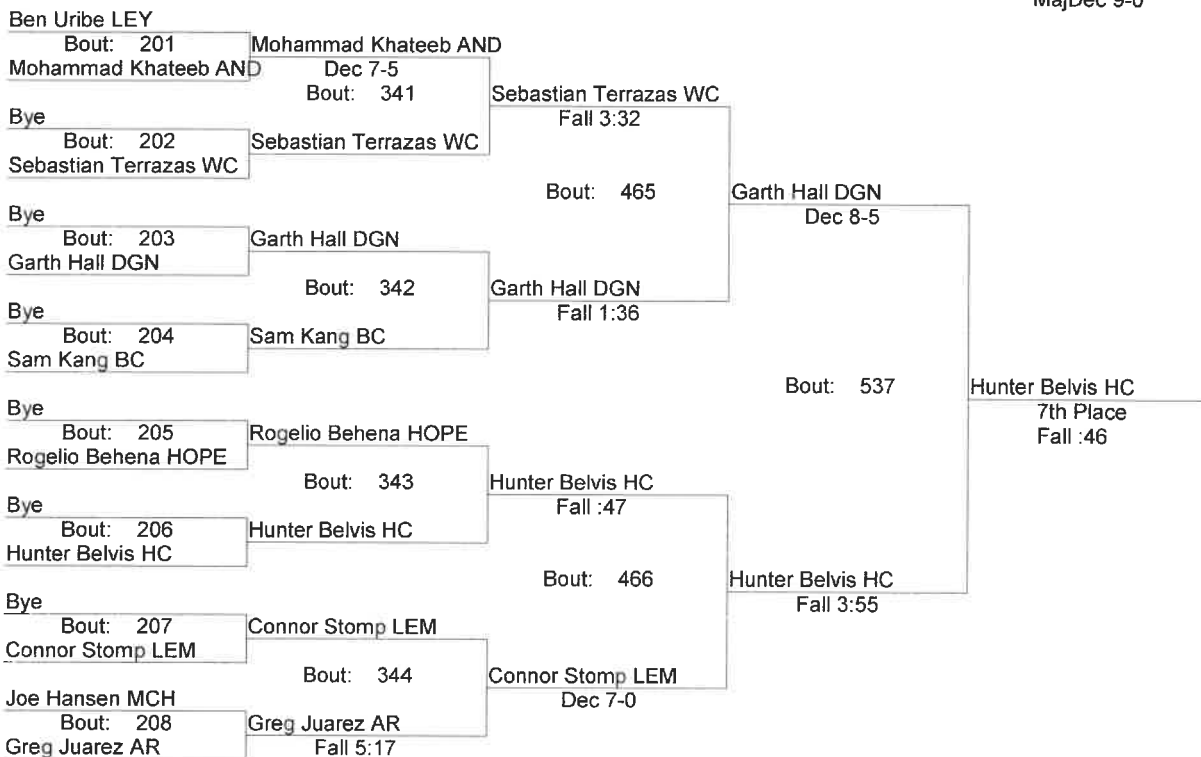 MajDec 9-0
Ben Uribe LEY
Bout: 201
Mohammad Khateeb AND
Mohammad Khateeb AND
Dec 7-5
Bout: 341
Sebastian Terrazas WC
Fall 3:32
Bye
Bout: 202
Sebastian Terrazas WC
Sebastian Terrazas WC
Bout: 465
Garth Hall DGN
Dec 8-5
Bye
Bout: 203
Garth Hall DGN
Garth Hall DGN
Bout: 342
Garth Hall DGN
Fall 1:36
Bye
Bout: 204
Sam Kang BC
Sam Kang BC
Bout: 537
Hunter Belvis HC
7th Place
Fall :46
Bye
Bout: 205
Rogelio Behena HOPE
Rogelio Behena HOPE
Bout: 343
Hunter Belvis HC
Fall :47
Bye
Bout: 206
Hunter Belvis HC
Hunter Belvis HC
Bout: 466
Hunter Belvis HC
Fall 3:55
Bye
Bout: 207
Connor Stomp LEM
Connor Stomp LEM
Bout: 344
Connor Stomp LEM
Dec 7-0
Joe Hansen MCH
Bout: 208
Greg Juarez AR
Greg Juarez AR
Fall 5:17